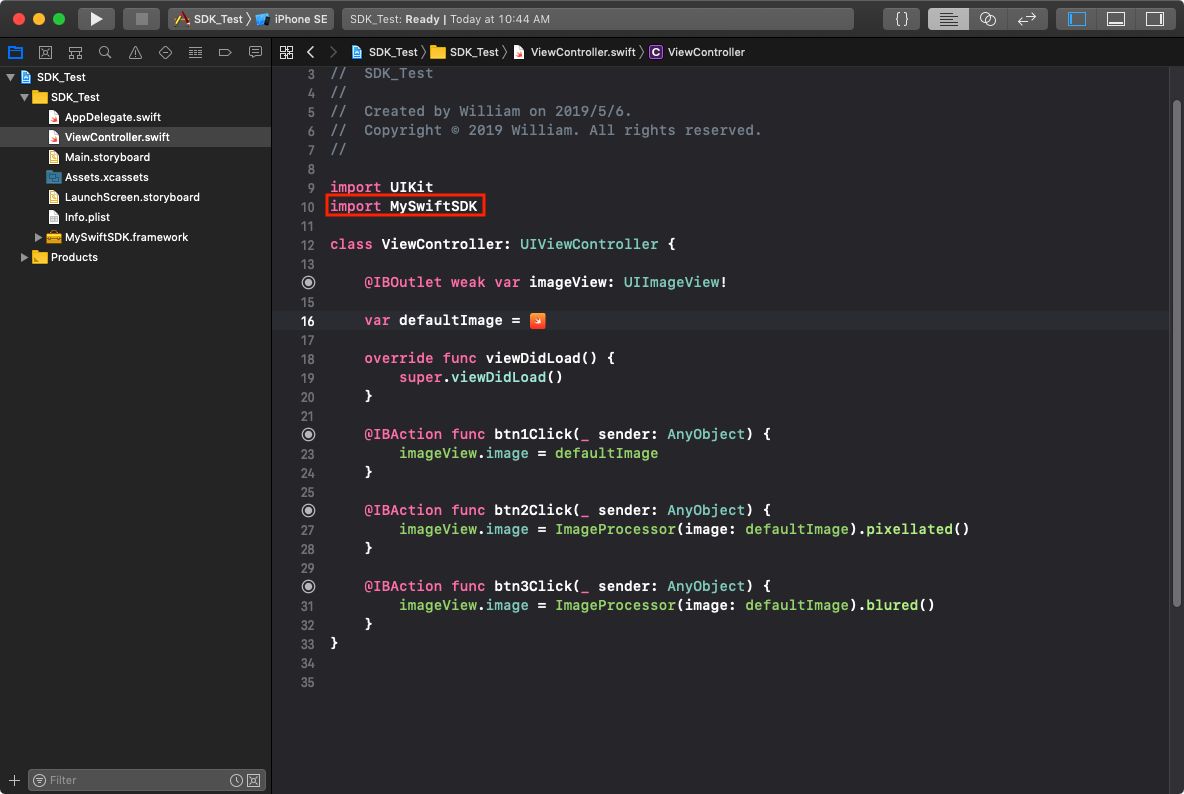 SDK_Test 〉 iPhone SE
SDK_Test: Ready | Today at 10:44 AM
{ }
SDK_Test 〉 SDK_Test 〉 ViewController.swift 〉 C ViewController
SDK_Test
SDK_Test
AppDelegate.swift
ViewController.swift
Main.storyboard
Assets.xcassets
LaunchScreen.storyboard
Info.plist
MySwiftSDK.framework
Products
Filter
3 //  SDK_Test
4 //
5 //  Created by William on 2019/5/6.
6 //  Copyright © 2019 William. All rights reserved.
7 //
8
9 import UIKit
10 import MySwiftSDK
11
12 class ViewController: UIViewController {
13
@IBOutlet weak var imageView: UIImageView!
15
16     var defaultImage =
17
18     override func viewDidLoad() {
19         super.viewDidLoad()
20     }
21
@IBAction func btn1Click(_ sender: AnyObject) {
23         imageView.image = defaultImage
24     }
25
@IBAction func btn2Click(_ sender: AnyObject) {
27         imageView.image = ImageProcessor(image: defaultImage).pixellated()
28     }
29
@IBAction func btn3Click(_ sender: AnyObject) {
31         imageView.image = ImageProcessor(image: defaultImage).blured()
32     }
33 }
34
35